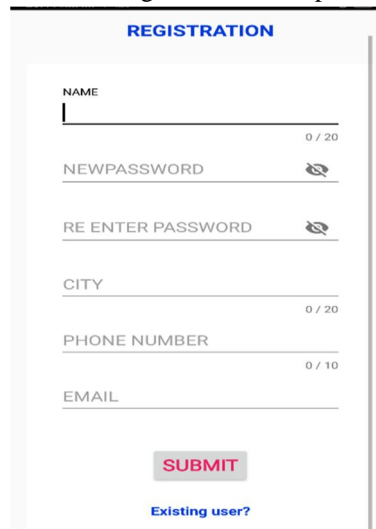 REGISTRATION
NAME
0 / 20
NEWPASSWORD
RE ENTER PASSWORD
CITY
0 / 20
PHONE NUMBER
0 / 10
EMAIL
SUBMIT
Existing user?